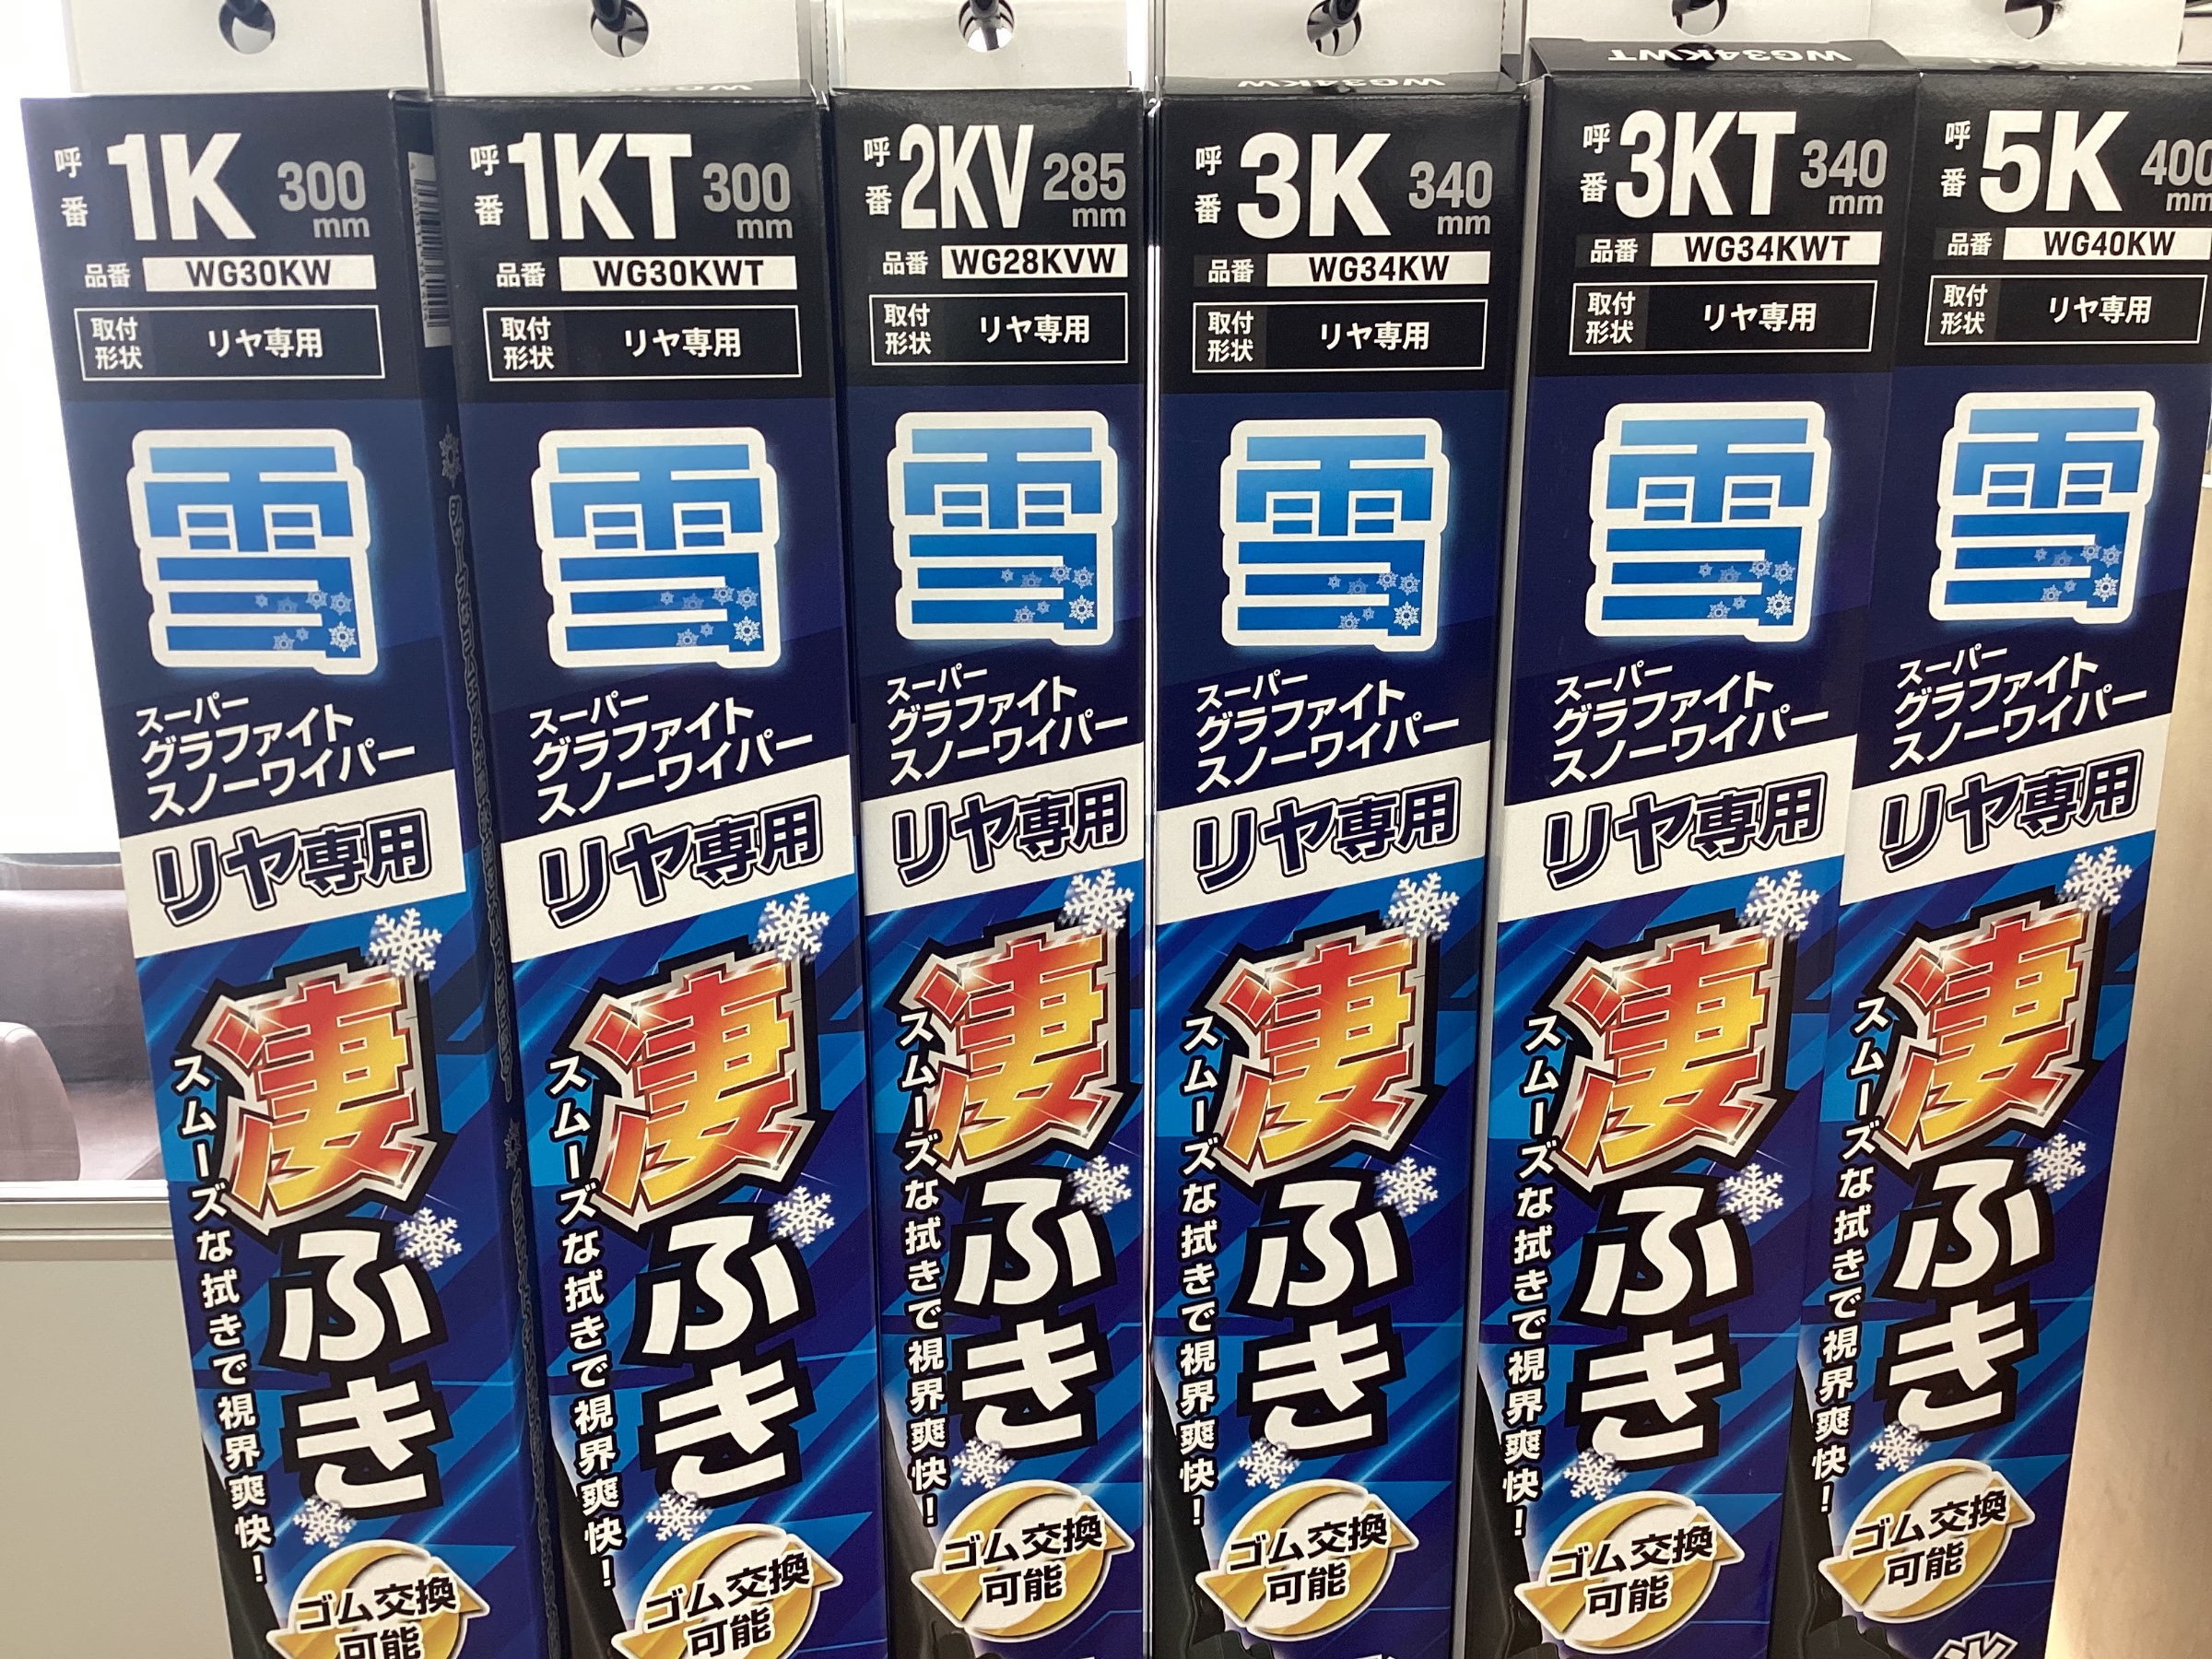 呼番 1K 300mm
品番 WG30KW
取付形状 リヤ専用
雪
スーパー
グラファイト
スノーワイパー
リヤ専用
凄ふき
スムーズな拭きで視界爽快!
ゴム交換
可能
呼番 1KT 300mm
品番 WG30KWT
取付形状 リヤ専用
雪
スーパー
グラファイト
スノーワイパー
リヤ専用
凄ふき
スムーズな拭きで視界爽快!
ゴム交換
可能
呼番 2KV 285mm
品番 WG28KVW
取付形状 リヤ専用
雪
スーパー
グラファイト
スノーワイパー
リヤ専用
凄ふき
スムーズな拭きで視界爽快!
ゴム交換
可能
WG34KW
呼番 3K 340mm
品番 WG34KW
取付形状 リヤ専用
雪
スーパー
グラファイト
スノーワイパー
リヤ専用
凄ふき
スムーズな拭きで視界爽快!
ゴム交換
可能
WG34KWT
呼番 3KT 340mm
品番 WG34KWT
取付形状 リヤ専用
雪
スーパー
グラファイト
スノーワイパー
リヤ専用
凄ふき
スムーズな拭きで視界爽快!
ゴム交換
可能
呼番 5K 400mm
品番 WG40KW
取付形状 リヤ専用
雪
スーパー
グラファイト
スノーワイパー
リヤ専用
凄ふき
スムーズな拭きで視界爽快!
ゴム交換
可能